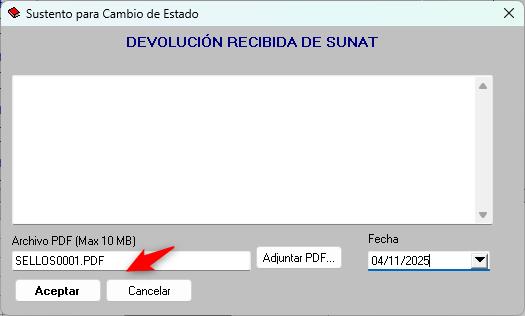 Sustento para Cambio de Estado
DEVOLUCIÓN RECIBIDA DE SUNAT
Archivo PDF (Max 10 MB)
Fecha
SELLOS0001.PDF
Adjuntar PDF...
04/11/2025
Aceptar
Cancelar